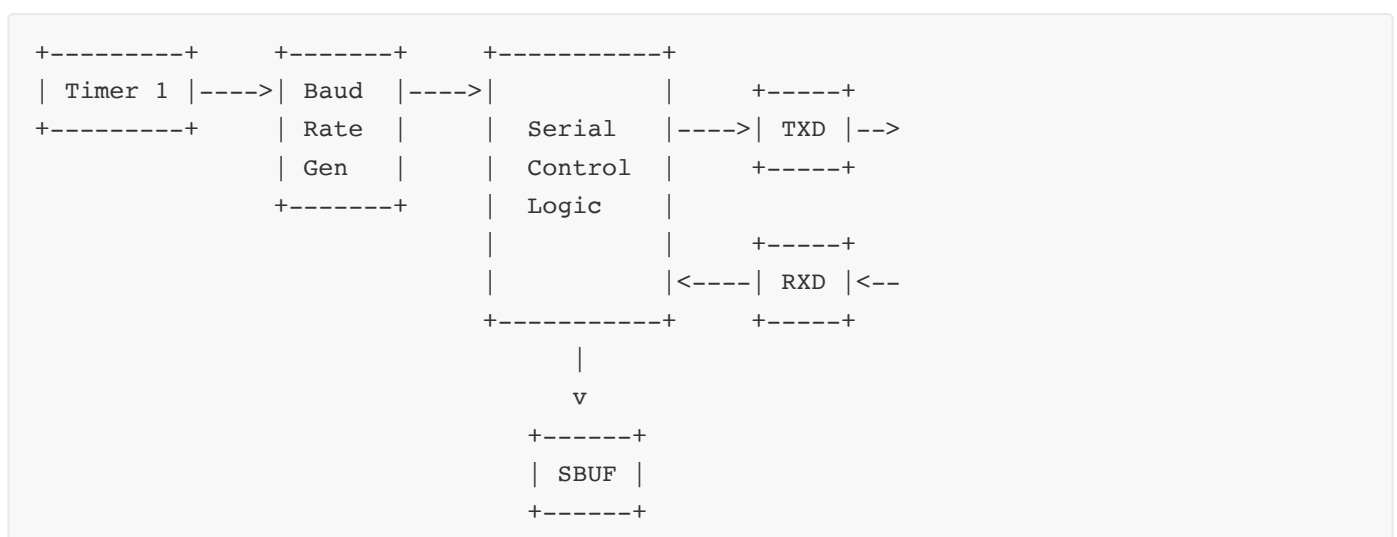 +---------+      +-------+      +-----------+
| Timer 1 |---->| Baud  |---->|           |      +-----+
+---------+      | Rate  |     |  Serial   |---->| TXD |-->
                 | Gen   |     |  Control  |      +-----+
                 +-------+     |  Logic    |
                               |           |      +-----+
                               |           |<----| RXD |<--
                               +-----------+      +-----+
                                     |
                                     v
                                  +------+
                                  | SBUF |
                                  +------+